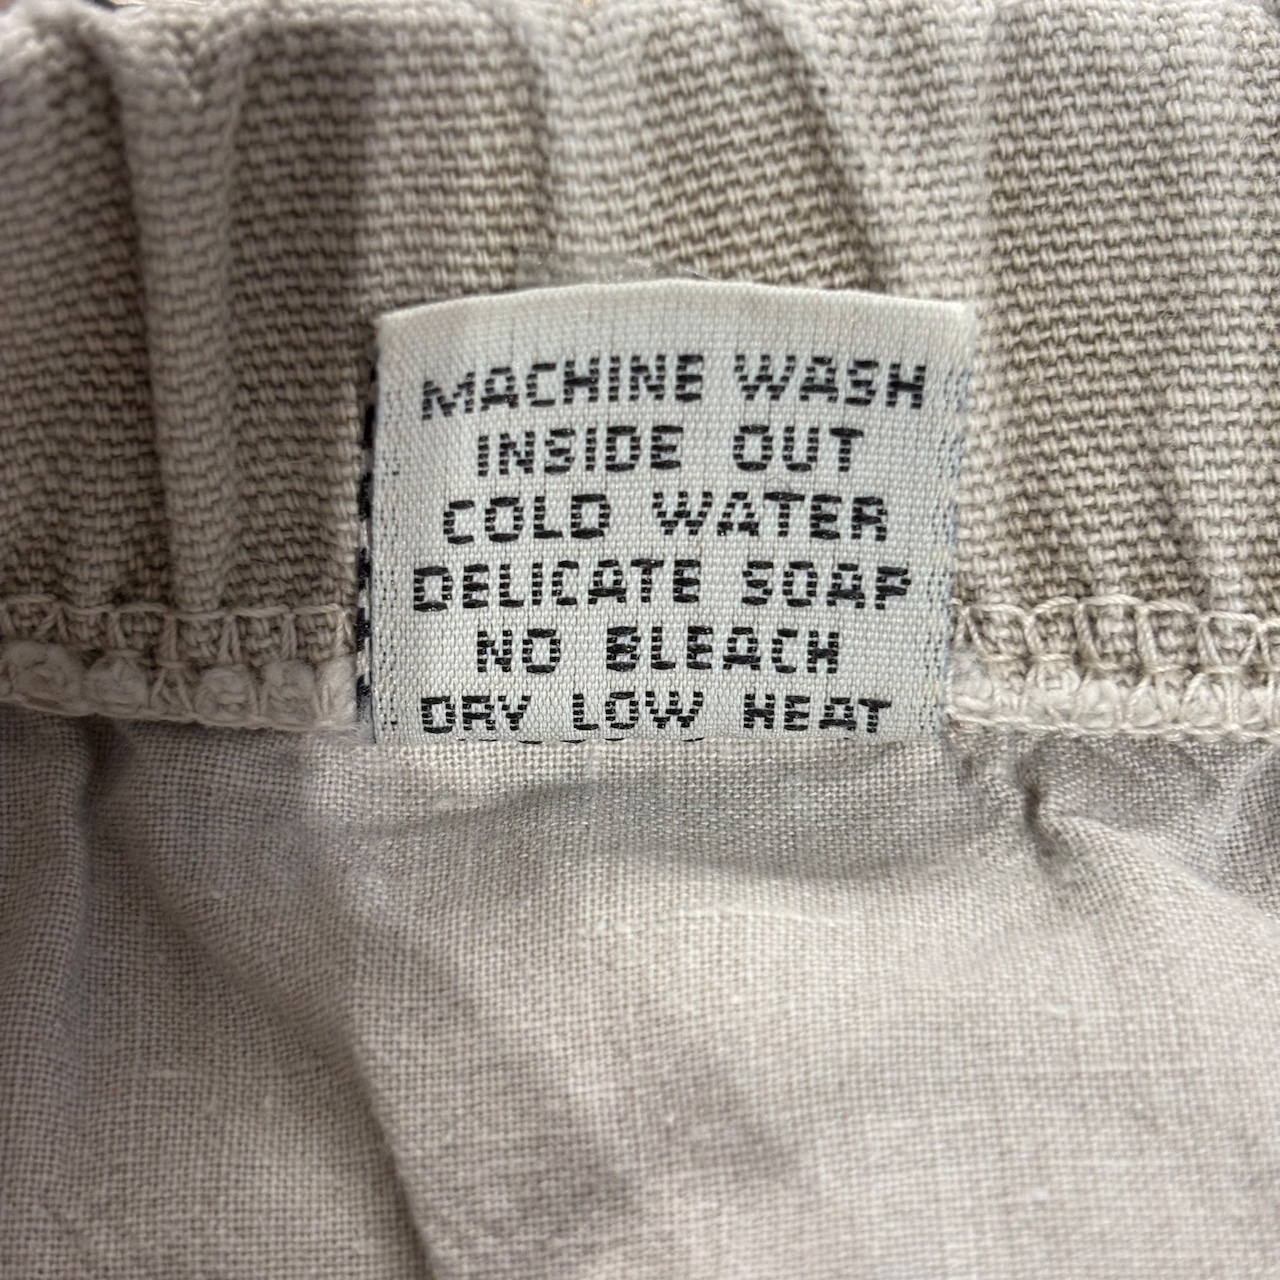 MACHINE WASH
INSIDE OUT
COLD WATER
DELICATE SOAP
NO BLEACH
DRY LOW HEAT